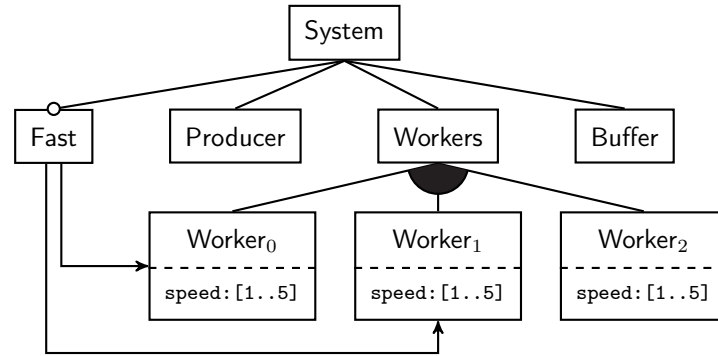 System
Fast
Producer
Workers
Buffer
Worker₀
Worker₁
Worker₂
speed:[1..5]
speed:[1..5]
speed:[1..5]